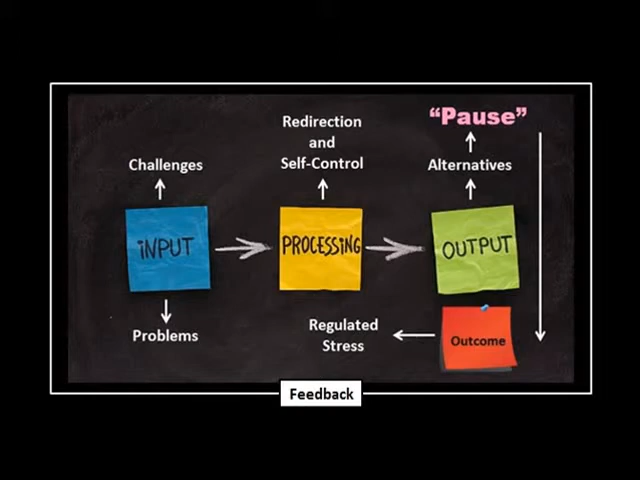 “Pause”
Redirection
and
Self-Control
Challenges
Alternatives
INPUT
PROCESSING
OUTPUT
Problems
Regulated
Stress
Outcome
Feedback